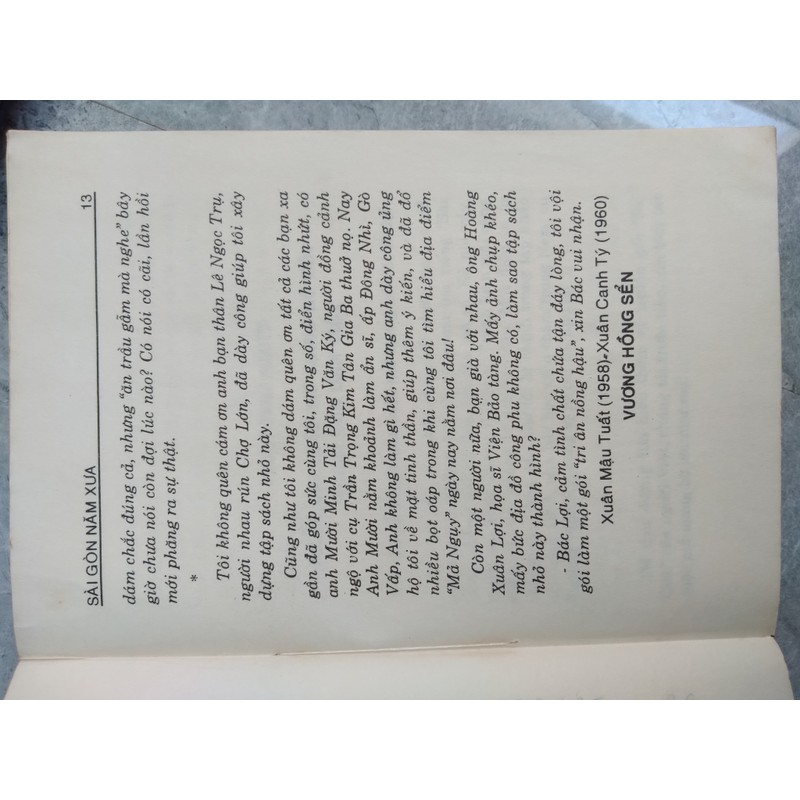 SÀI GÒN NĂM XƯA 13
dám chắc đúng cả, nhưng “ăn trâu gẫm mà nghe” bây
giờ chưa nói còn đợi lúc nào? Có nói có cãi, lần hồi
mới phăng ra sự thật.
*
Tôi không quên cám ơn anh bạn thân Lê Ngọc Trụ,
người nhau rún Chợ Lớn, đã dày công giúp tôi xây
dựng tập sách nhỏ này.
Cũng như tôi không dám quên ơn tất cả các bạn xa
gần đã góp sức cùng tôi, trong số, điển hình nhứt, có
anh Mười Minh Tài Đặng Văn Ký, người đồng cảnh
ngộ với cụ Trần Trọng Kim Tân Gia Ba thuở nọ. Nay
Anh Mười nằm khoảnh làm ẩn sĩ, ấp Đông Nhì, Gò
Vấp, Anh không làm gì hết, nhưng anh dày công ủng
hộ tôi về mặt tinh thần, giúp thêm ý kiến, và đã đổ
nhiều bọt oáp trong khi cùng tôi tìm hiểu địa điểm
“Mả Ngụy” ngày nay nằm nơi đâu!
Còn một người nữa, bạn già với nhau, ông Hoàng
Xuân Lợi, họa sĩ Viện Bảo tàng. Mấy ảnh chụp khéo,
mấy bức địa đồ công phu không có, làm sao tập sách
nhỏ này thành hình?
- Bác Lợi, cảm tình chất chứa tận đáy lòng, tôi vội
gói làm một gói “tri ân nồng hậu”, xin Bác vui nhận.
Xuân Mậu Tuất (1958)-Xuân Canh Tý (1960)
VƯƠNG HỒNG SỂN